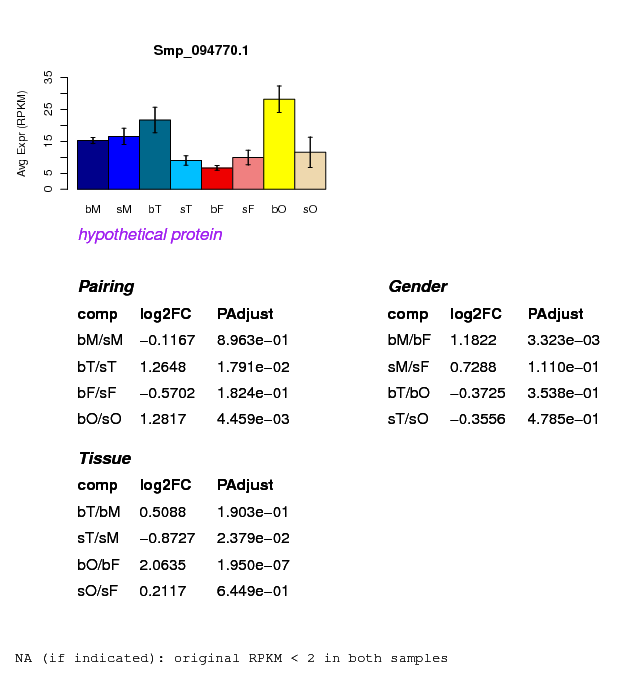 Smp_094770.1
Avg Expr (RPKM)
35
25
15
5
0
bM sM bT sT bF sF bO sO
hypothetical protein
Pairing Gender
comp log2FC PAdjust comp log2FC PAdjust
bM/sM −0.1167 8.963e−01 bM/bF 1.1822 3.323e−03
bT/sT 1.2648 1.791e−02 sM/sF 0.7288 1.110e−01
bF/sF −0.5702 1.824e−01 bT/bO −0.3725 3.538e−01
bO/sO 1.2817 4.459e−03 sT/sO −0.3556 4.785e−01
Tissue
comp log2FC PAdjust
bT/bM 0.5088 1.903e−01
sT/sM −0.8727 2.379e−02
bO/bF 2.0635 1.950e−07
sO/sF 0.2117 6.449e−01
NA (if indicated): original RPKM < 2 in both samples